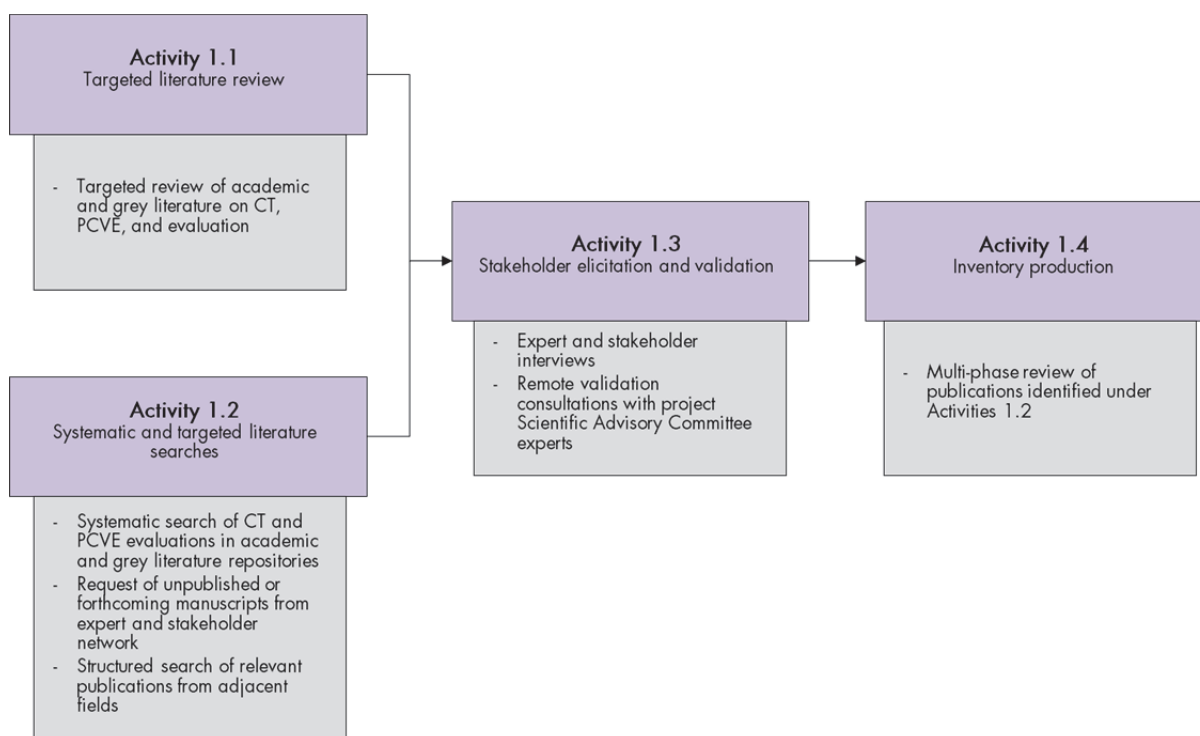 Activity 1.1
Targeted literature review
- Targeted review of academic
and grey literature on CT,
PCVE, and evaluation
Activity 1.2
Systematic and targeted literature
searches
- Systematic search of CT and
PCVE evaluations in academic
and grey literature repositories
- Request of unpublished or
forthcoming manuscripts from
expert and stakeholder
network
- Structured search of relevant
publications from adjacent
fields
Activity 1.3
Stakeholder elicitation and validation
- Expert and stakeholder
interviews
- Remote validation
consultations with project
Scientific Advisory Committee
experts
Activity 1.4
Inventory production
- Multi-phase review of
publications identified under
Activities 1.2